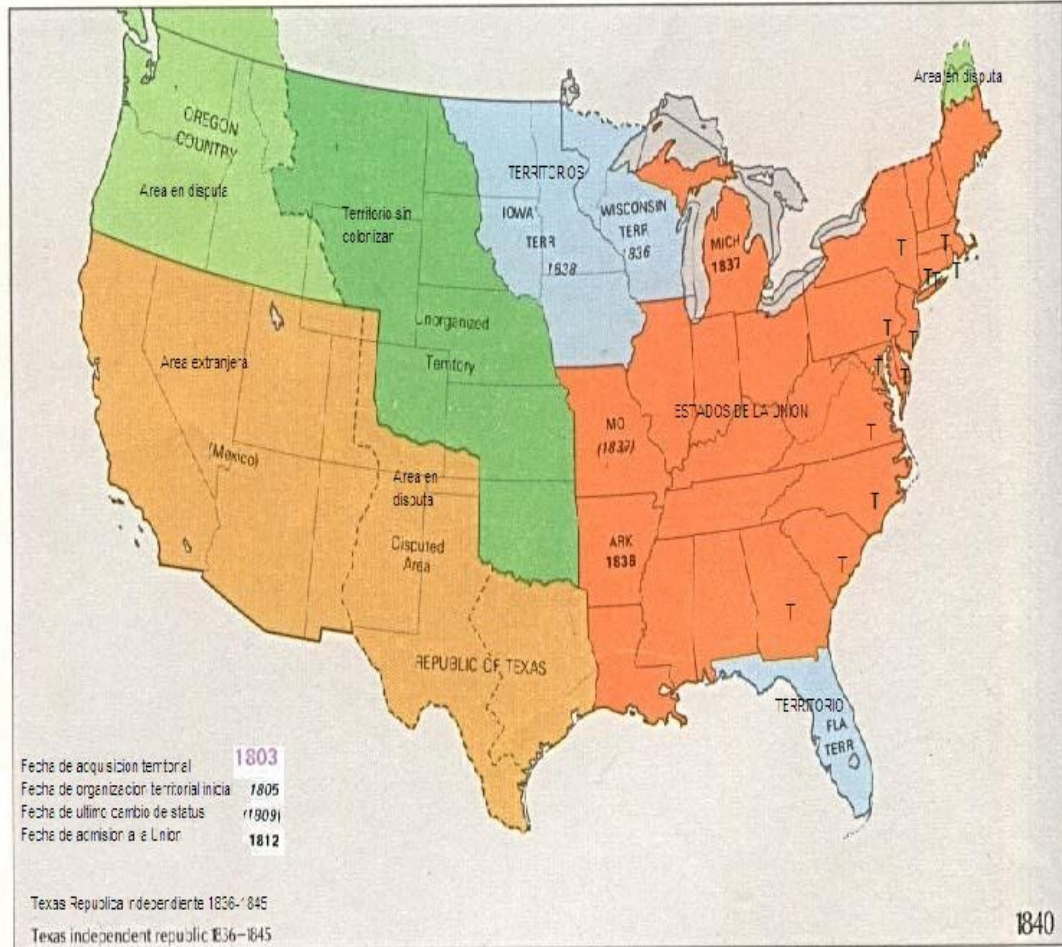 Area en disputa
OREGON
COUNTRY
Area en disputa
Territorio sin
colonizar
TERRITORIOS
IOWA
TERR
1838
WISCONSIN
TERR
1836
MICH
1837
T
T
T
T
T
T
T
T
T
Unorganized
Territory
Area extranjera
(Mexico)
MO
(1837)
ESTADOS DE LA UNION
T
Area en
disputa
Disputed
Area
ARK
1836
T
T
T
REPUBLIC OF TEXAS
TERRITORIO
FLA
TERR
Fecha de acquisicion territorial 1803
Fecha de organizacion territorial inicia 1805
Fecha de ultimo cambio de status (1809)
Fecha de admision a a Union 1812
Texas Republica independiente 1836-1845
Texas independent republic 1836–1845
1840